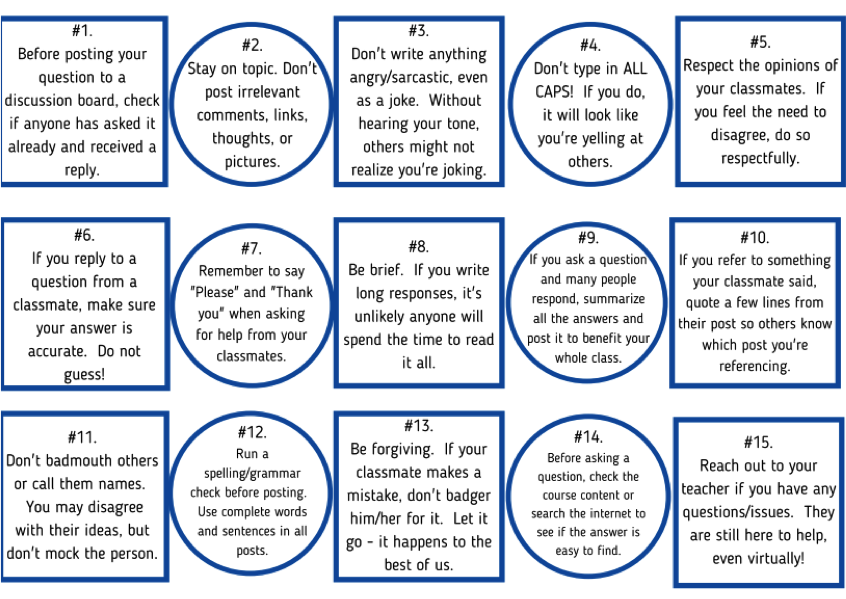 #1.
Before posting your
question to a
discussion board, check
if anyone has asked it
already and received a
reply.
#2.
Stay on topic. Don't
post irrelevant
comments, links,
thoughts, or
pictures.
#3.
Don't write anything
angry/sarcastic, even
as a joke. Without
hearing your tone,
others might not
realize you're joking.
#4.
Don't type in ALL
CAPS! If you do,
it will look like
you're yelling at
others.
#5.
Respect the opinions of
your classmates. If
you feel the need to
disagree, do so
respectfully.
#6.
If you reply to a
question from a
classmate, make sure
your answer is
accurate. Do not
guess!
#7.
Remember to say
"Please" and "Thank
you" when asking
for help from your
classmates.
#8.
Be brief. If you write
long responses, it's
unlikely anyone will
spend the time to read
it all.
#9.
If you ask a question
and many people
respond, summarize
all the answers and
post it to benefit your
whole class.
#10.
If you refer to something
your classmate said,
quote a few lines from
their post so others know
which post you're
referencing.
#11.
Don't badmouth others
or call them names.
You may disagree
with their ideas, but
don't mock the person.
#12.
Run a
spelling/grammar
check before posting.
Use complete words
and sentences in all
posts.
#13.
Be forgiving. If your
classmate makes a
mistake, don't badger
him/her for it. Let it
go - it happens to the
best of us.
#14.
Before asking a
question, check the
course content or
search the internet to
see if the answer is
easy to find.
#15.
Reach out to your
teacher if you have any
questions/issues. They
are still here to help,
even virtually!